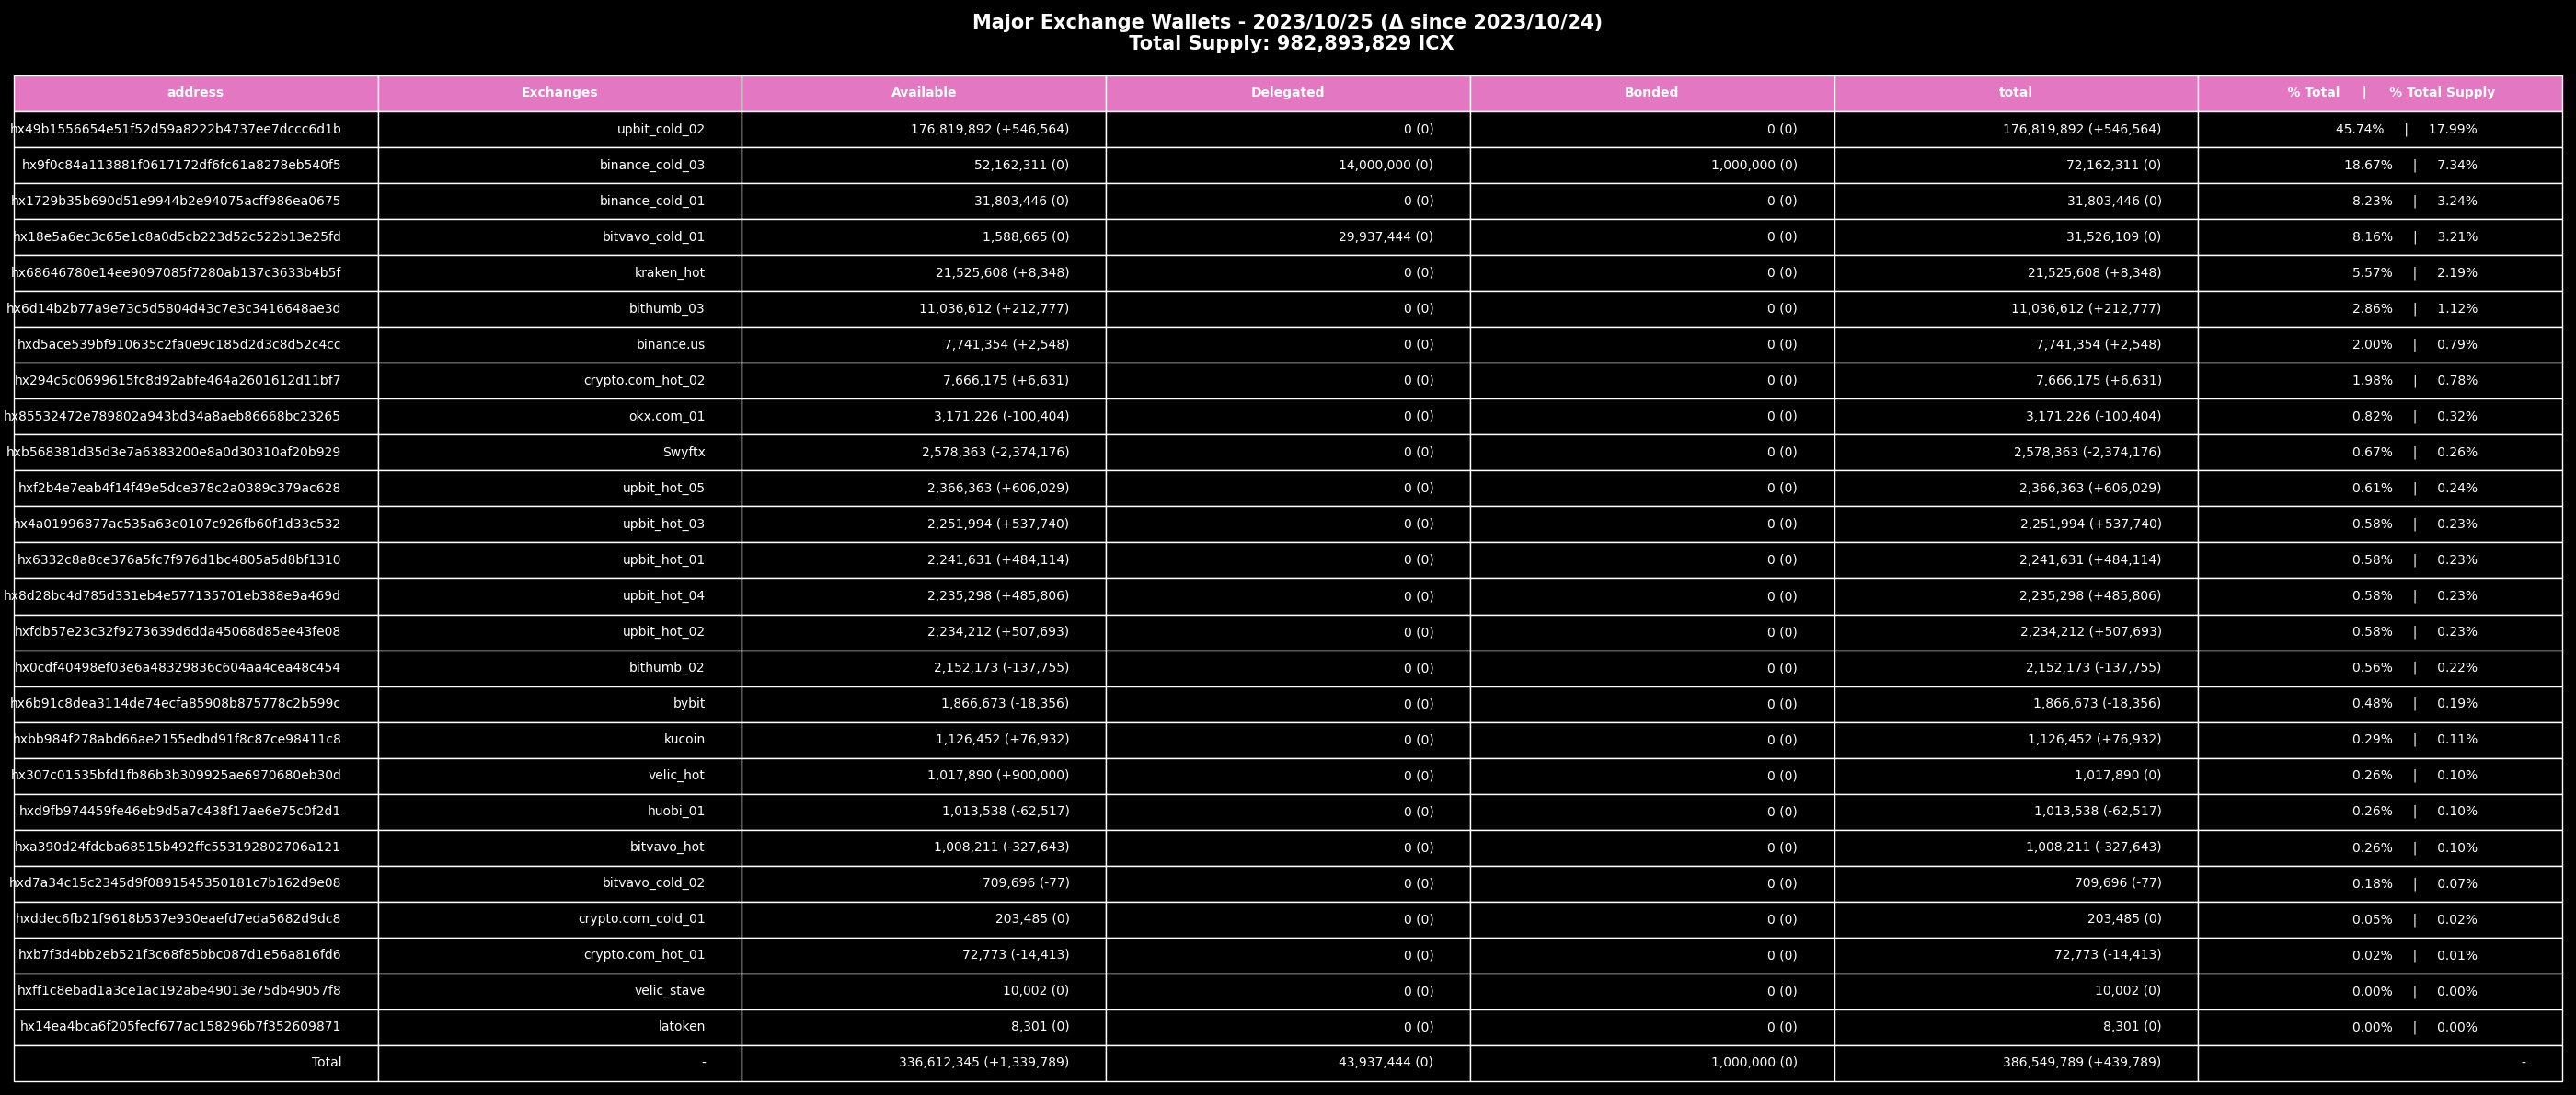 Major Exchange Wallets - 2023/10/25 (Δ since 2023/10/24)
Total Supply: 982,893,829 ICX
address Exchanges Available Delegated Bonded total % Total | % Total Supply
hx49b1556654e51f52d59a8222b4737ee7dccc6d1b upbit_cold_02 176,819,892 (+546,564) 0 (0) 0 (0) 176,819,892 (+546,564) 45.74% | 17.99%
hx9f0c84a113881f0617172df6fc61a8278eb540f5 binance_cold_03 52,162,311 (0) 14,000,000 (0) 1,000,000 (0) 72,162,311 (0) 18.67% | 7.34%
hx1729b35b690d51e9944b2e94075acff986ea0675 binance_cold_01 31,803,446 (0) 0 (0) 0 (0) 31,803,446 (0) 8.23% | 3.24%
hx18e5a6ec3c65e1c8a0d5cb223d52c522b13e25fd bitvavo_cold_01 1,588,665 (0) 29,937,444 (0) 0 (0) 31,526,109 (0) 8.16% | 3.21%
hx68646780e14ee9097085f7280ab137c3633b4b5f kraken_hot 21,525,608 (+8,348) 0 (0) 0 (0) 21,525,608 (+8,348) 5.57% | 2.19%
hx6d14b2b77a9e73c5d5804d43c7e3c3416648ae3d bithumb_03 11,036,612 (+212,777) 0 (0) 0 (0) 11,036,612 (+212,777) 2.86% | 1.12%
hxd5ace539bf910635c2fa0e9c185d2d3c8d52c4cc binance.us 7,741,354 (+2,548) 0 (0) 0 (0) 7,741,354 (+2,548) 2.00% | 0.79%
hx294c5d0699615fc8d92abfe464a2601612d11bf7 crypto.com_hot_02 7,666,175 (+6,631) 0 (0) 0 (0) 7,666,175 (+6,631) 1.98% | 0.78%
hx85532472e789802a943bd34a8aeb86668bc23265 okx.com_01 3,171,226 (-100,404) 0 (0) 0 (0) 3,171,226 (-100,404) 0.82% | 0.32%
hxb568381d35d3e7a6383200e8a0d30310af20b929 Swyftx 2,578,363 (-2,374,176) 0 (0) 0 (0) 2,578,363 (-2,374,176) 0.67% | 0.26%
hxf2b4e7eab4f14f49e5dce378c2a0389c379ac628 upbit_hot_05 2,366,363 (+606,029) 0 (0) 0 (0) 2,366,363 (+606,029) 0.61% | 0.24%
hx4a01996877ac535a63e0107c926fb60f1d33c532 upbit_hot_03 2,251,994 (+537,740) 0 (0) 0 (0) 2,251,994 (+537,740) 0.58% | 0.23%
hx6332c8a8ce376a5fc7f976d1bc4805a5d8bf1310 upbit_hot_01 2,241,631 (+484,114) 0 (0) 0 (0) 2,241,631 (+484,114) 0.58% | 0.23%
hx8d28bc4d785d331eb4e577135701eb388e9a469d upbit_hot_04 2,235,298 (+485,806) 0 (0) 0 (0) 2,235,298 (+485,806) 0.58% | 0.23%
hxfdb57e23c32f9273639d6dda45068d85ee43fe08 upbit_hot_02 2,234,212 (+507,693) 0 (0) 0 (0) 2,234,212 (+507,693) 0.58% | 0.23%
hx0cdf40498ef03e6a48329836c604aa4cea48c454 bithumb_02 2,152,173 (-137,755) 0 (0) 0 (0) 2,152,173 (-137,755) 0.56% | 0.22%
hx6b91c8dea3114de74ecfa85908b875778c2b599c bybit 1,866,673 (-18,356) 0 (0) 0 (0) 1,866,673 (-18,356) 0.48% | 0.19%
hxbb984f278abd66ae2155edbd91f8c87ce98411c8 kucoin 1,126,452 (+76,932) 0 (0) 0 (0) 1,126,452 (+76,932) 0.29% | 0.11%
hx307c01535bfd1fb86b3b309925ae6970680eb30d velic_hot 1,017,890 (+900,000) 0 (0) 0 (0) 1,017,890 (0) 0.26% | 0.10%
hxd9fb974459fe46eb9d5a7c438f17ae6e75c0f2d1 huobi_01 1,013,538 (-62,517) 0 (0) 0 (0) 1,013,538 (-62,517) 0.26% | 0.10%
hxa390d24fdcba68515b492ffc553192802706a121 bitvavo_hot 1,008,211 (-327,643) 0 (0) 0 (0) 1,008,211 (-327,643) 0.26% | 0.10%
hxd7a34c15c2345d9f0891545350181c7b162d9e08 bitvavo_cold_02 709,696 (-77) 0 (0) 0 (0) 709,696 (-77) 0.18% | 0.07%
hxddec6fb21f9618b537e930eaefd7eda5682d9dc8 crypto.com_cold_01 203,485 (0) 0 (0) 0 (0) 203,485 (0) 0.05% | 0.02%
hxb7f3d4bb2eb521f3c68f85bbc087d1e56a816fd6 crypto.com_hot_01 72,773 (-14,413) 0 (0) 0 (0) 72,773 (-14,413) 0.02% | 0.01%
hxff1c8ebad1a3ce1ac192abe49013e75db49057f8 velic_stave 10,002 (0) 0 (0) 0 (0) 10,002 (0) 0.00% | 0.00%
hx14ea4bca6f205fecf677ac158296b7f352609871 latoken 8,301 (0) 0 (0) 0 (0) 8,301 (0) 0.00% | 0.00%
Total - 336,612,345 (+1,339,789) 43,937,444 (0) 1,000,000 (0) 386,549,789 (+439,789) -